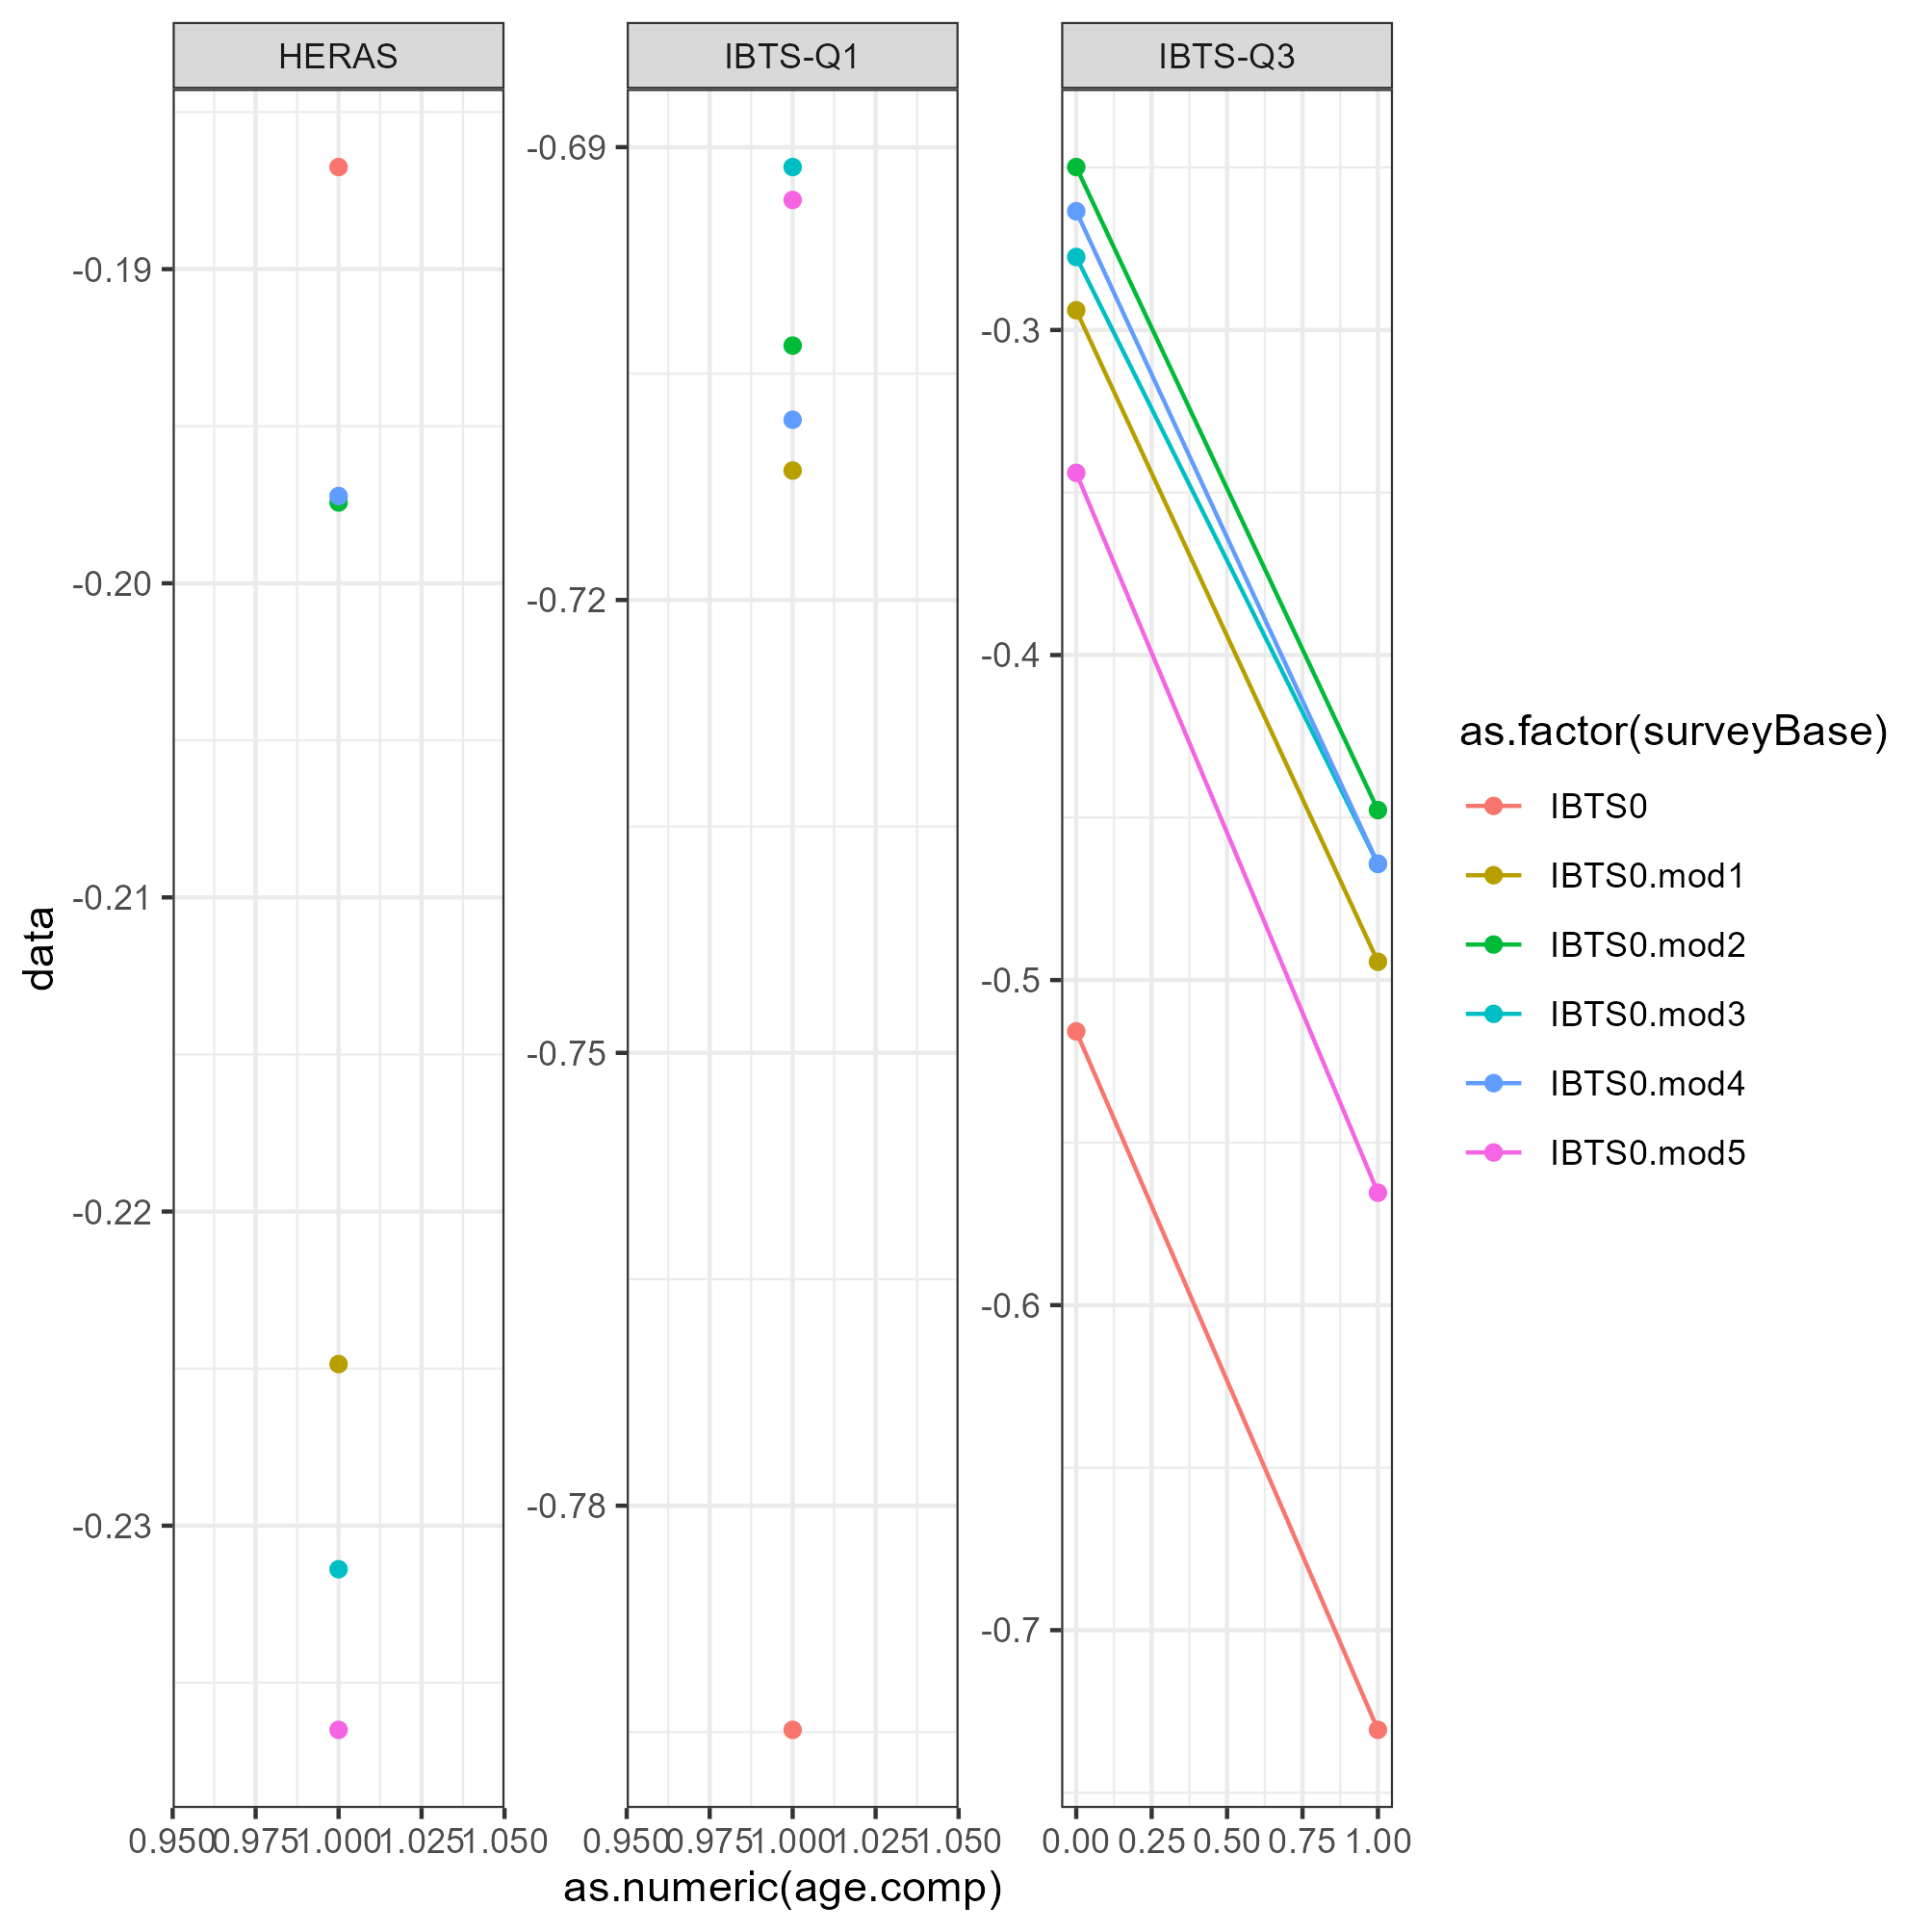 HERAS
IBTS-Q1
IBTS-Q3
-0.19
-0.20
-0.21
-0.22
-0.23
-0.69
-0.72
-0.75
-0.78
-0.3
-0.4
-0.5
-0.6
-0.7
data
0.950 0.975 1.000 1.025 1.050
0.950 0.975 1.000 1.025 1.050
0.00 0.25 0.50 0.75 1.00
as.numeric(age.comp)
as.factor(surveyBase)
IBTS0
IBTS0.mod1
IBTS0.mod2
IBTS0.mod3
IBTS0.mod4
IBTS0.mod5